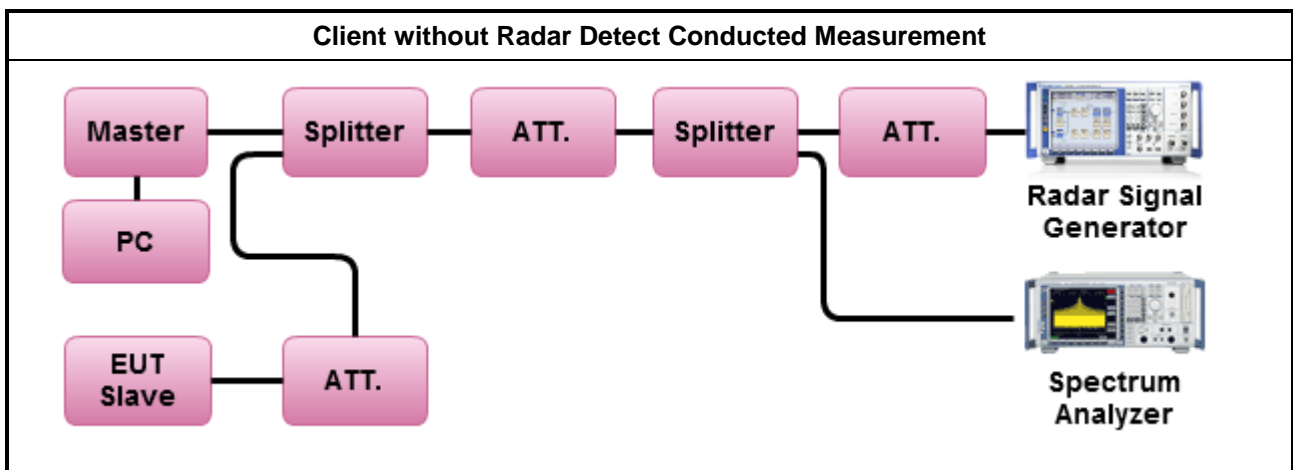 Client without Radar Detect Conducted Measurement
Master
Splitter
ATT.
Splitter
ATT.
Radar Signal
Generator
PC
EUT
Slave
ATT.
Spectrum
Analyzer